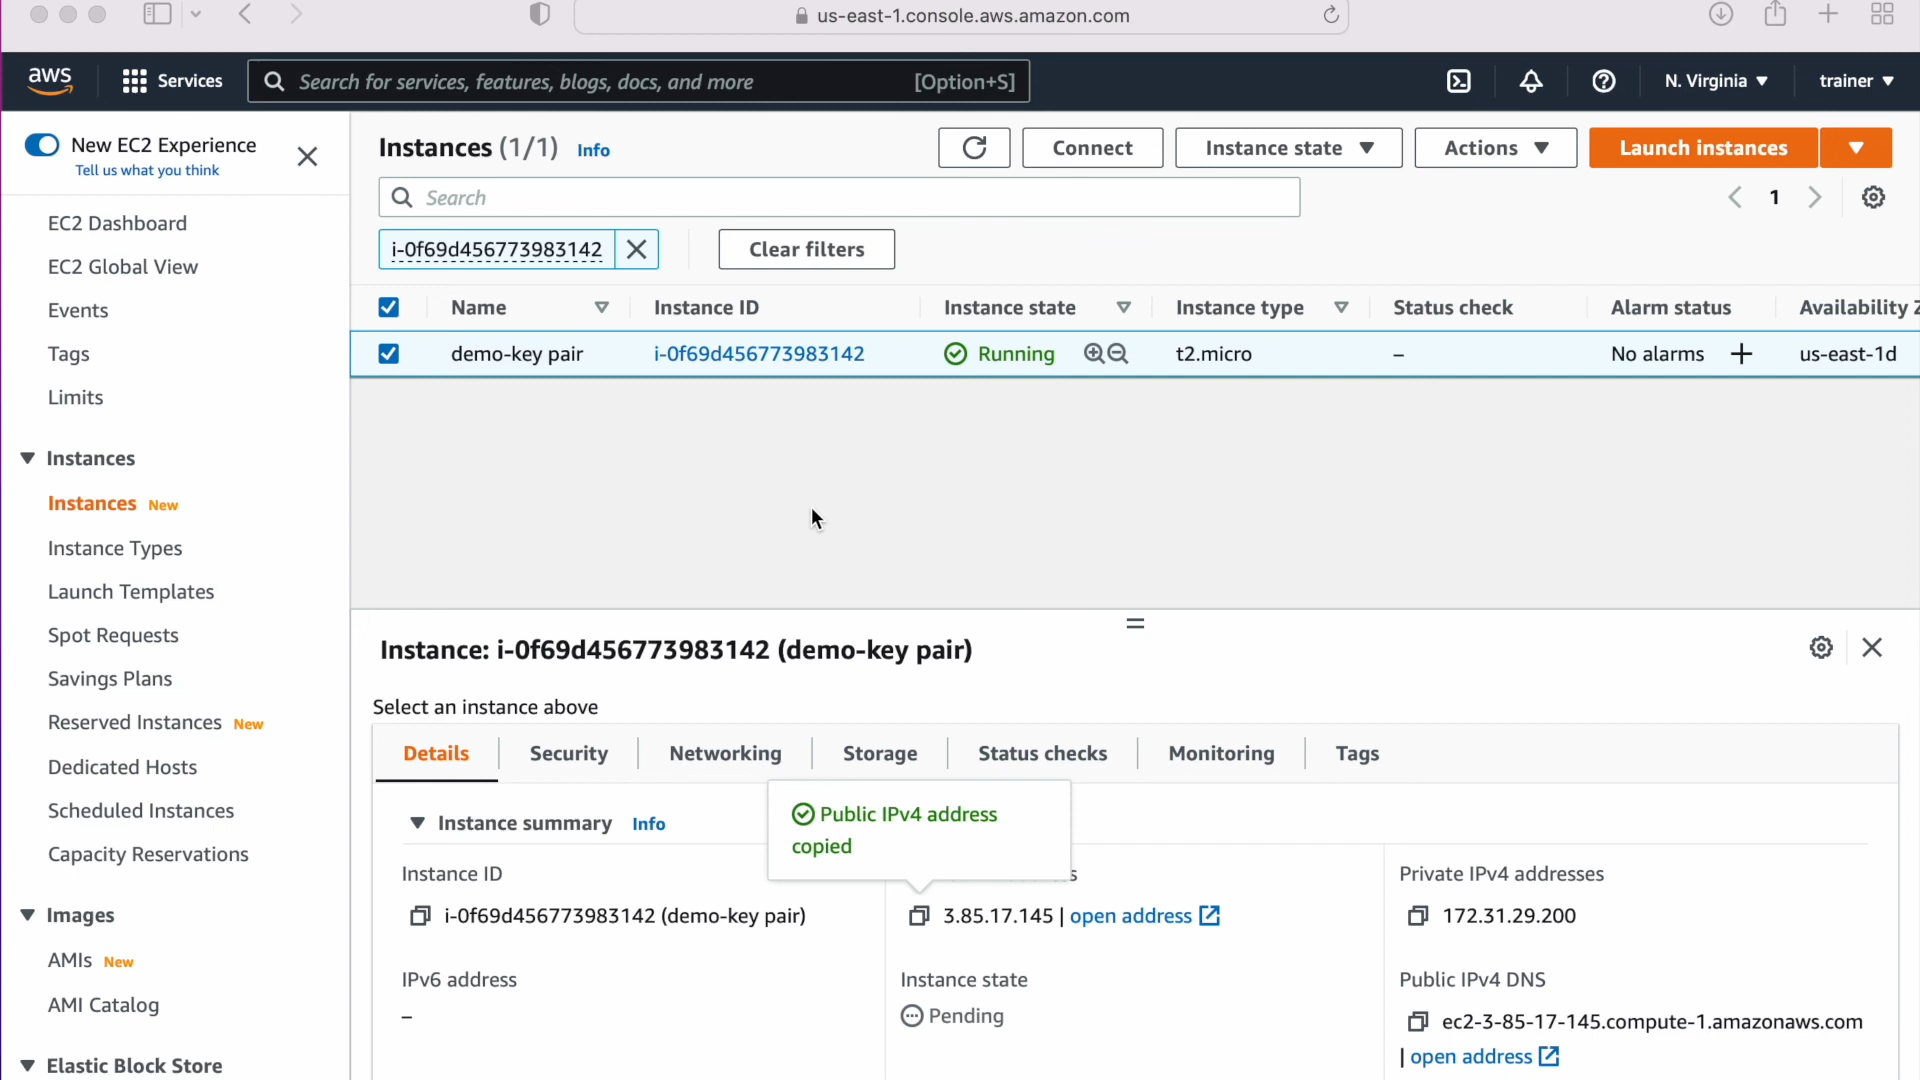 us-east-1.console.aws.amazon.com
aws
Services
Search for services, features, blogs, docs, and more [Option+S]
N. Virginia
trainer
New EC2 Experience
Tell us what you think
EC2 Dashboard
EC2 Global View
Events
Tags
Limits
Instances
Instances New
Instance Types
Launch Templates
Spot Requests
Savings Plans
Reserved Instances New
Dedicated Hosts
Scheduled Instances
Capacity Reservations
Images
AMIs New
AMI Catalog
Elastic Block Store
Instances (1/1) Info
Connect
Instance state
Actions
Launch instances
Search
1
i-0f69d456773983142
Clear filters
Name Instance ID Instance state Instance type Status check Alarm status Availability Z
demo-key pair i-0f69d456773983142 Running t2.micro – No alarms + us-east-1d
Instance: i-0f69d456773983142 (demo-key pair)
Select an instance above
Details Security Networking Storage Status checks Monitoring Tags
Public IPv4 address
copied
Instance summary Info
Instance ID
i-0f69d456773983142 (demo-key pair)
s
3.85.17.145 | open address
Private IPv4 addresses
172.31.29.200
IPv6 address
–
Instance state
Pending
Public IPv4 DNS
ec2-3-85-17-145.compute-1.amazonaws.com
| open address